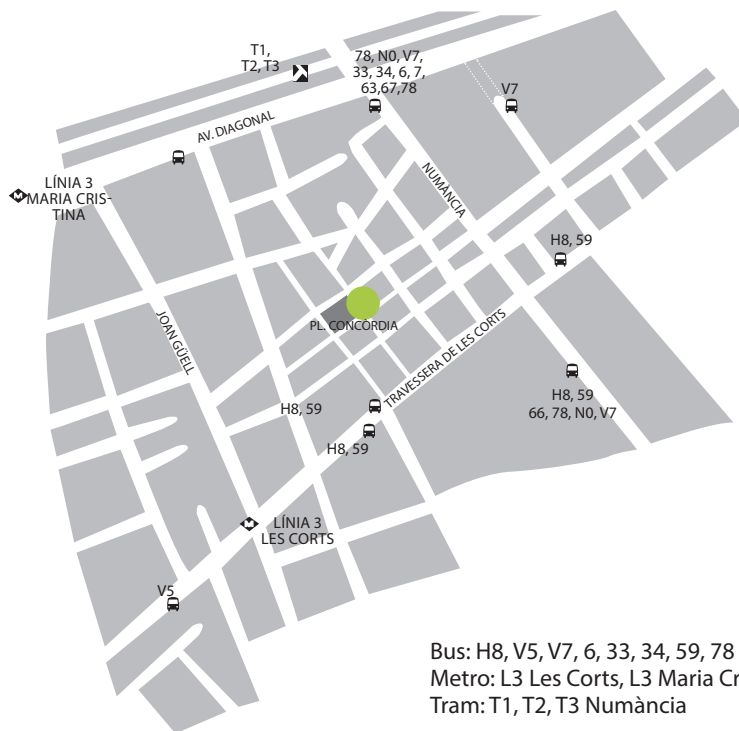 T1,
T2, T3
78, N0, V7,
33, 34, 6, 7,
63,67,78
V7
AV. DIAGONAL
LÍNIA 3
MARIA CRIS-
TINA
NUMÀNCIA
H8, 59
JOAN GÜELL
PL. CONCÒRDIA
TRAVESSERA DE LES CORTS
H8, 59
H8, 59
66, 78, N0, V7
H8, 59
LÍNIA 3
LES CORTS
V5
Bus: H8, V5, V7, 6, 33, 34, 59, 78
Metro: L3 Les Corts, L3 Maria Cr
Tram: T1, T2, T3 Numància